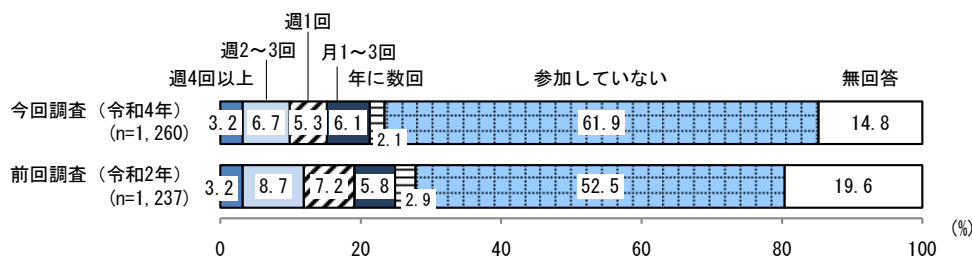 週1回
週2～3回 月1～3回
週4回以上 年に数回 参加していない 無回答
今回調査（令和4年）
(n=1,260)
3.2 6.7 5.3 6.1 2.1 61.9 14.8
前回調査（令和2年）
(n=1,237)
3.2 8.7 7.2 5.8 2.9 52.5 19.6
(%)
0 20 40 60 80 100